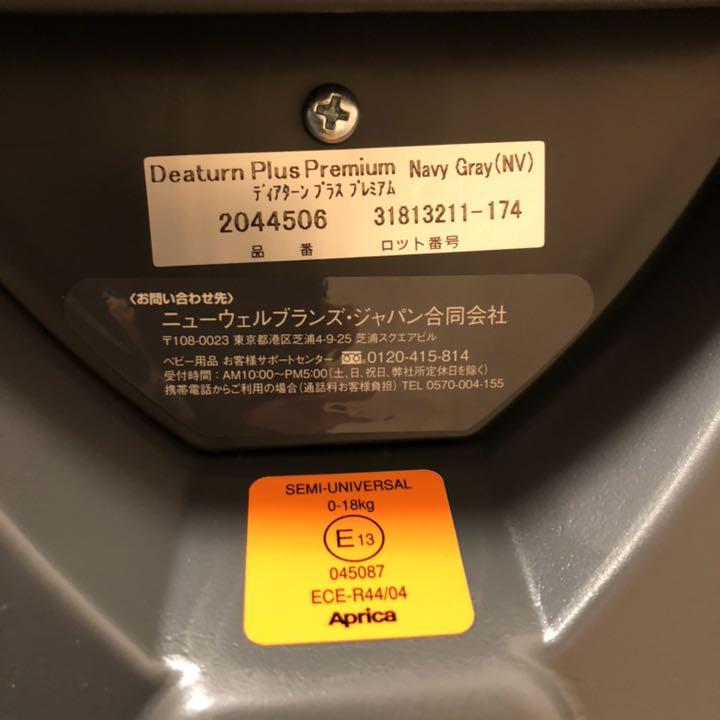 Deaturn Plus Premium Navy Gray(NV)
ディアターン プラス プレミアム
2044506 31813211-174
品番 ロット番号
〈お問い合わせ先〉
ニューウェルブランズ・ジャパン合同会社
〒108-0023 東京都港区芝浦4-9-25 芝浦スクエアビル
ベビー用品 お客様サポートセンター 0120-415-814
受付時間：AM10:00〜PM5:00(土、日、祝日、弊社所定休日を除く)
携帯電話からご利用の場合(通話料お客様負担) TEL 0570-004-155
SEMI-UNIVERSAL
0-18kg
E13
045087
ECE-R44/04
Aprica